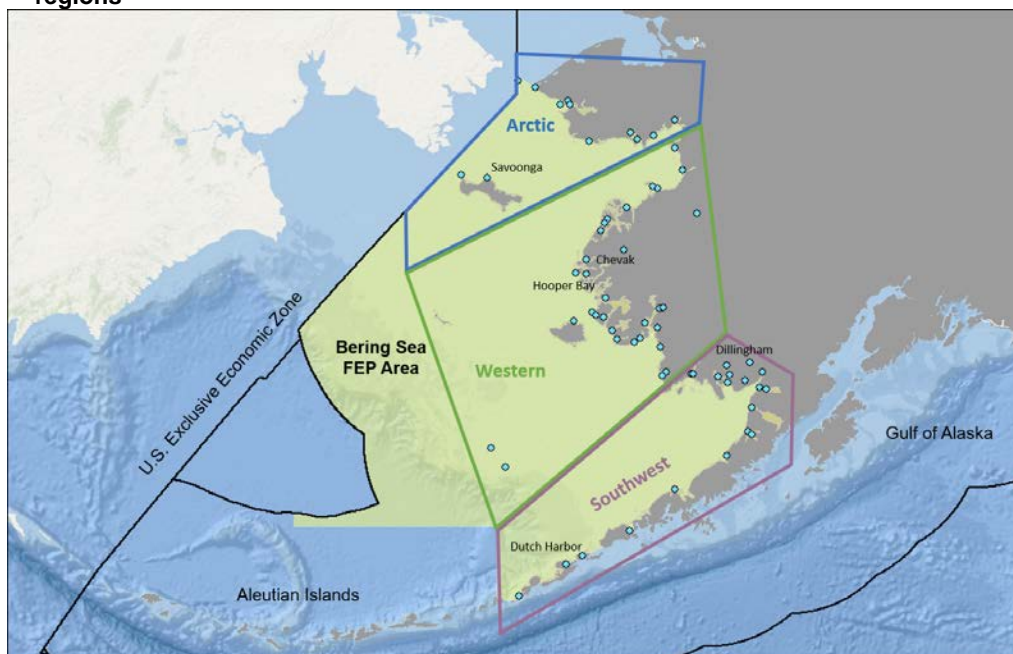 regions
Arctic
Savoonga
Chevak
Hooper Bay
U.S. Exclusive Economic Zone
Bering Sea
FEP Area
Western
Dillingham
Gulf of Alaska
Southwest
Dutch Harbor
Aleutian Islands